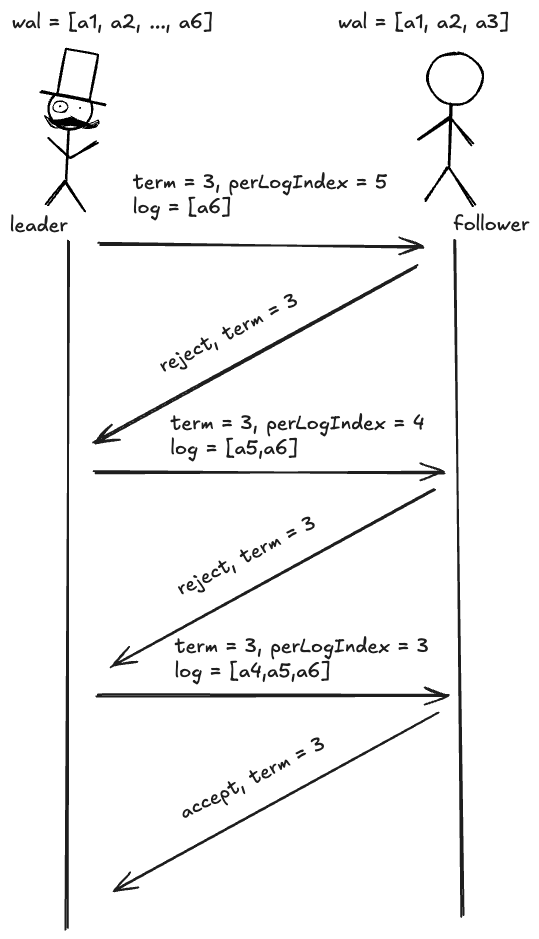 wal = [a1, a2, ..., a6]
wal = [a1, a2, a3]
leader
follower
term = 3, perLogIndex = 5
log = [a6]
reject, term = 3
term = 3, perLogIndex = 4
log = [a5,a6]
reject, term = 3
term = 3, perLogIndex = 3
log = [a4,a5,a6]
accept, term = 3